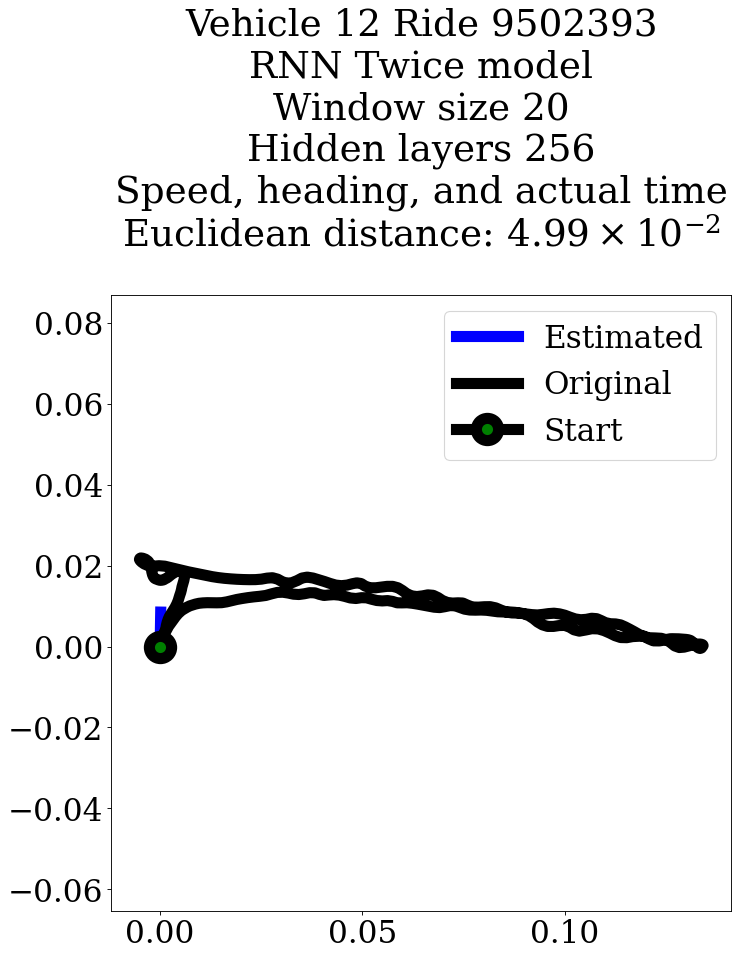 Vehicle 12 Ride 9502393
RNN Twice model
Window size 20
Hidden layers 256
Speed, heading, and actual time
Euclidean distance: 4.99 × 10⁻²
Estimated
Original
Start
0.08
0.06
0.04
0.02
0.00
−0.02
−0.04
−0.06
0.00 0.05 0.10